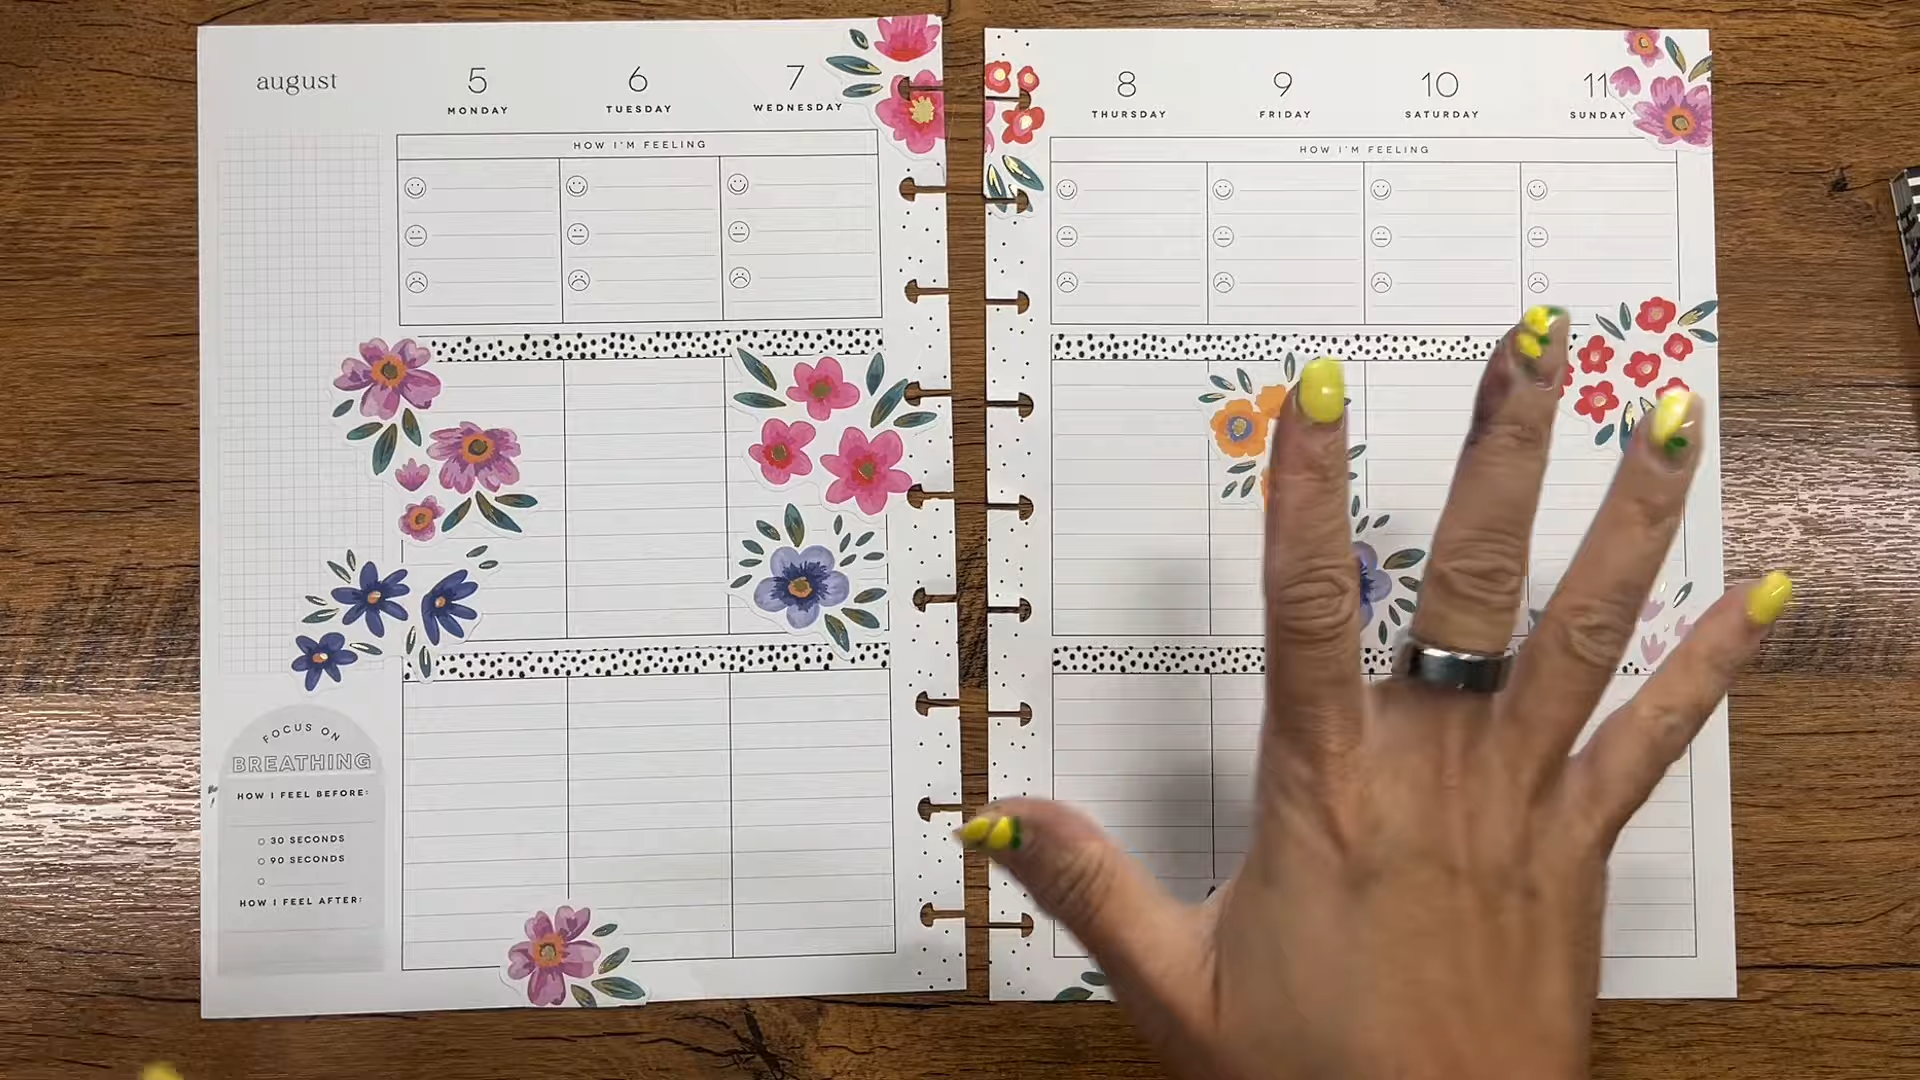 august
5
MONDAY
6
TUESDAY
7
WEDNESDAY
HOW I'M FEELING
FOCUS ON
BREATHING
HOW I FEEL BEFORE:
30 SECONDS
90 SECONDS
HOW I FEEL AFTER:
8
THURSDAY
9
FRIDAY
10
SATURDAY
11
SUNDAY
HOW I'M FEELING